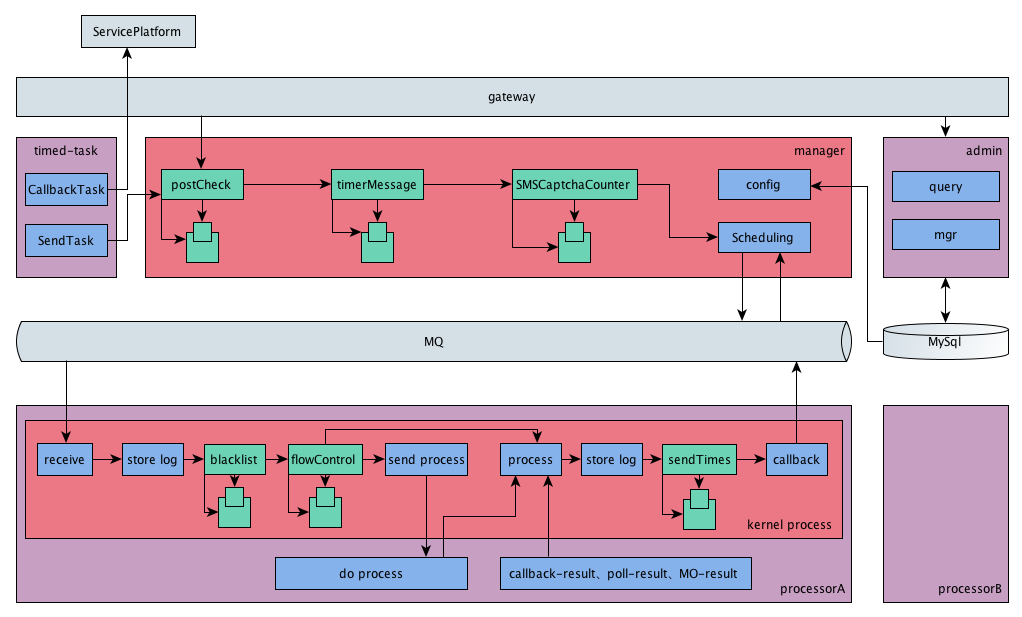 ServicePlatform
gateway
timed-task
CallbackTask
SendTask
manager
postCheck
timerMessage
SMSCaptchaCounter
config
Scheduling
admin
query
mgr
MQ
MySql
receive
store log
blacklist
flowControl
send process
process
store log
sendTimes
callback
kernel process
do process
callback-result、poll-result、MO-result
processorA
processorB